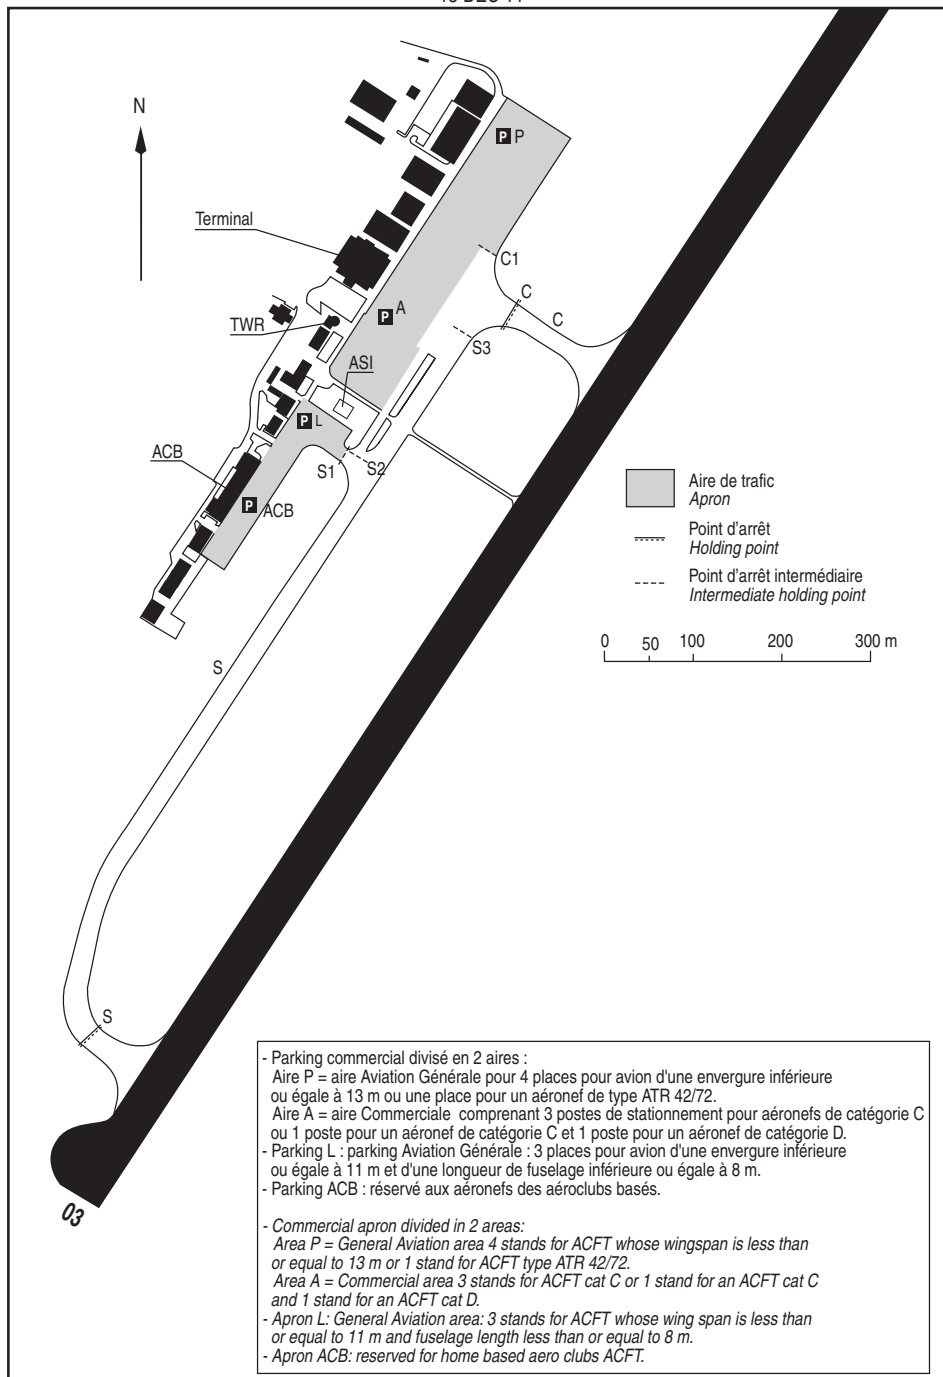 N
P P
Terminal
C1
C
C
P A
TWR
S3
ASI
P L
ACB
S1
S2
P ACB
Aire de trafic
Apron
Point d'arrêt
Holding point
Point d'arrêt intermédiaire
Intermediate holding point
0 50 100 200 300 m
S
S
- Parking commercial divisé en 2 aires :
Aire P = aire Aviation Générale pour 4 places pour avion d'une envergure inférieure
ou égale à 13 m ou une place pour un aéronef de type ATR 42/72.
Aire A = aire Commerciale comprenant 3 postes de stationnement pour aéronefs de catégorie C
ou 1 poste pour un aéronef de catégorie C et 1 poste pour un aéronef de catégorie D.
- Parking L : parking Aviation Générale : 3 places pour avion d'une envergure inférieure
ou égale à 11 m et d'une longueur de fuselage inférieure ou égale à 8 m.
- Parking ACB : réservé aux aéronefs des aéroclubs basés.
- Commercial apron divided in 2 areas:
Area P = General Aviation area 4 stands for ACFT whose wingspan is less than
or equal to 13 m or 1 stand for ACFT type ATR 42/72.
Area A = Commercial area 3 stands for ACFT cat C or 1 stand for an ACFT cat C
and 1 stand for an ACFT cat D.
- Apron L: General Aviation area: 3 stands for ACFT whose wing span is less than
or equal to 11 m and fuselage length less than or equal to 8 m.
- Apron ACB: reserved for home based aero clubs ACFT.
03